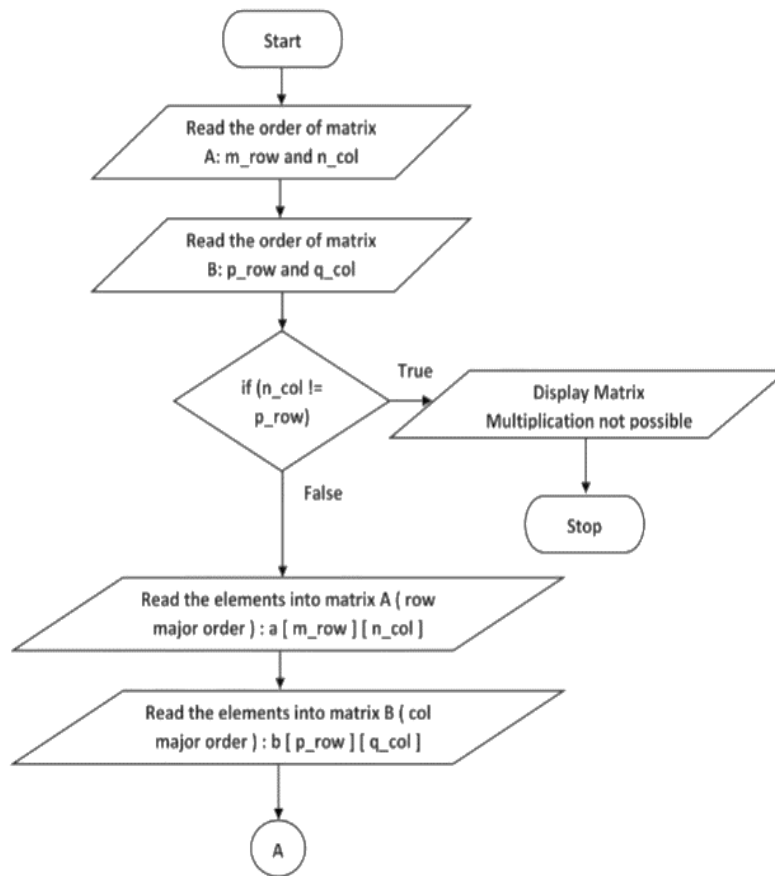 Start
Read the order of matrix
A: m_row and n_col
Read the order of matrix
B: p_row and q_col
if (n_col !=
p_row)
True
Display Matrix
Multiplication not possible
Stop
False
Read the elements into matrix A ( row
major order ) : a [ m_row ] [ n_col ]
Read the elements into matrix B ( col
major order ) : b [ p_row ] [ q_col ]
A